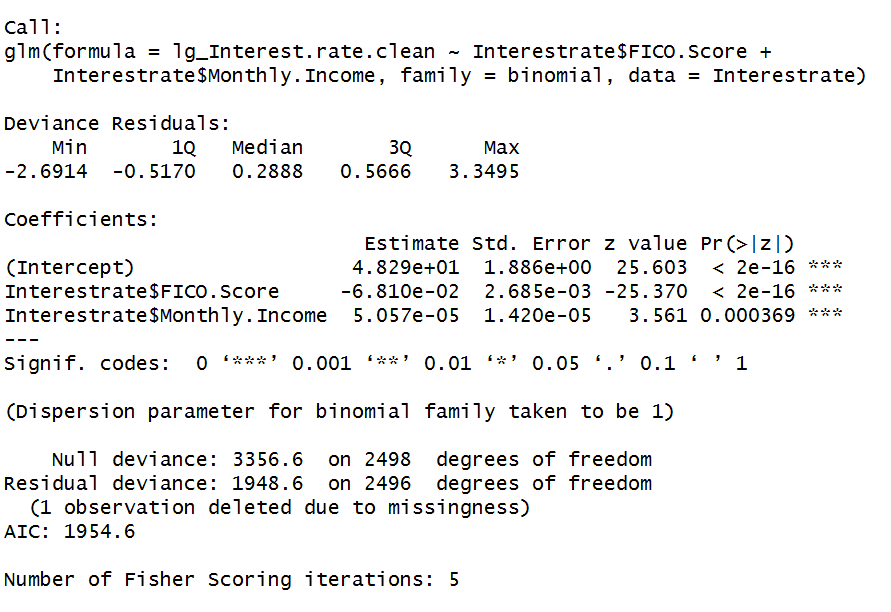 Call:
glm(formula = lg_Interest.rate.clean ~ Interestrate$FICO.Score +
    Interestrate$Monthly.Income, family = binomial, data = Interestrate)

Deviance Residuals:
    Min       1Q   Median       3Q      Max
-2.6914  -0.5170   0.2888   0.5666   3.3495

Coefficients:
                              Estimate Std. Error z value Pr(>|z|)
(Intercept)                  4.829e+01  1.886e+00  25.603  < 2e-16 ***
Interestrate$FICO.Score     -6.810e-02  2.685e-03 -25.370  < 2e-16 ***
Interestrate$Monthly.Income  5.057e-05  1.420e-05   3.561 0.000369 ***
---
Signif. codes:  0 ‘***’ 0.001 ‘**’ 0.01 ‘*’ 0.05 ‘.’ 0.1 ‘ ’ 1

(Dispersion parameter for binomial family taken to be 1)

    Null deviance: 3356.6  on 2498  degrees of freedom
Residual deviance: 1948.6  on 2496  degrees of freedom
  (1 observation deleted due to missingness)
AIC: 1954.6

Number of Fisher Scoring iterations: 5